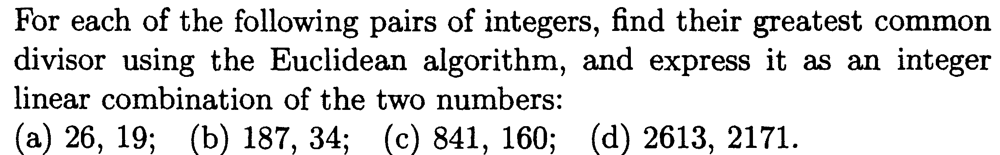 For each of the following pairs of integers, find their greatest common
divisor using the Euclidean algorithm, and express it as an integer
linear combination of the two numbers:
(a) 26, 19; (b) 187, 34; (c) 841, 160; (d) 2613, 2171.